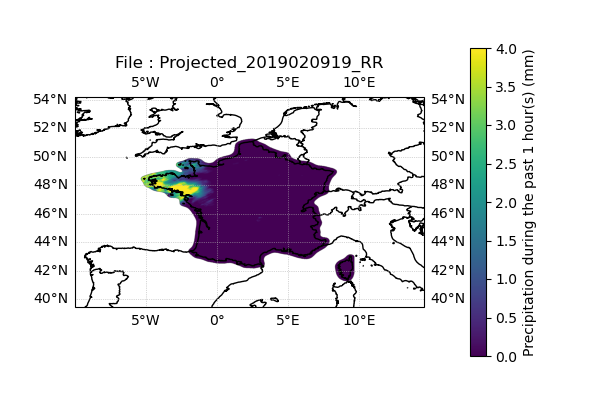 File : Projected_2019020919_RR
5°W 0° 5°E 10°E
54°N 54°N
52°N 52°N
50°N 50°N
48°N 48°N
46°N 46°N
44°N 44°N
42°N 42°N
40°N 40°N
5°W 0° 5°E 10°E
4.0
3.5
3.0
2.5
2.0
1.5
1.0
0.5
0.0
Precipitation during the past 1 hour(s) (mm)